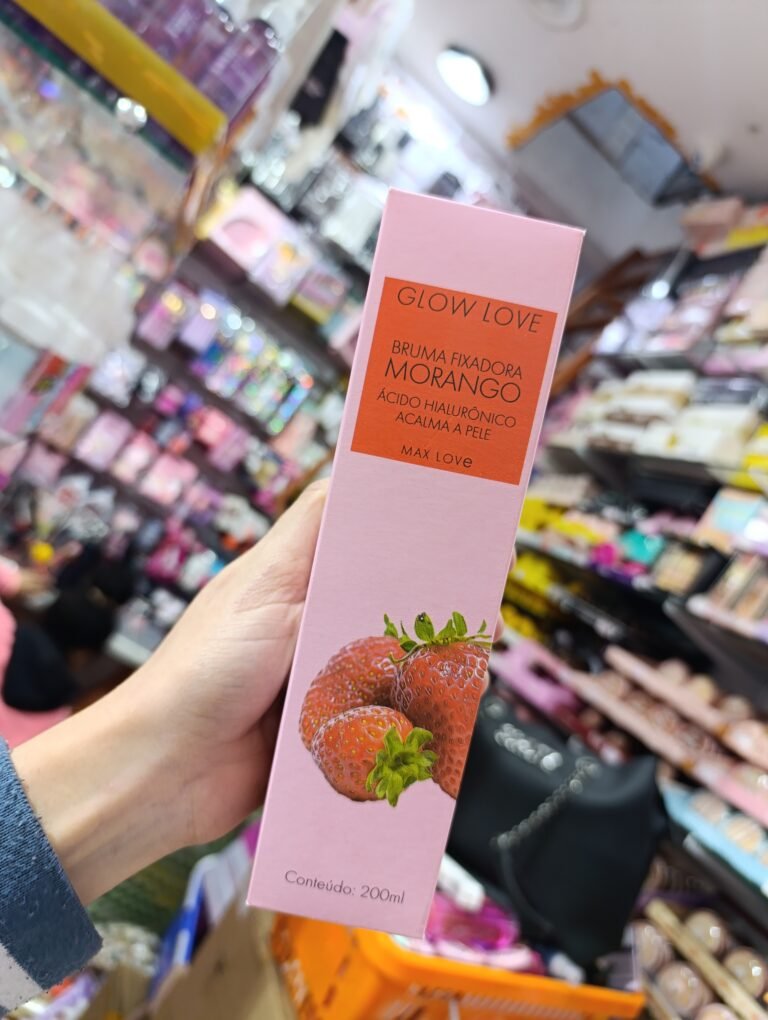 GLOW LOVE
BRUMA FIXADORA
MORANGO
ÁCIDO HIALURÔNICO
ACALMA A PELE
MAX LOVe
Conteúdo: 200ml